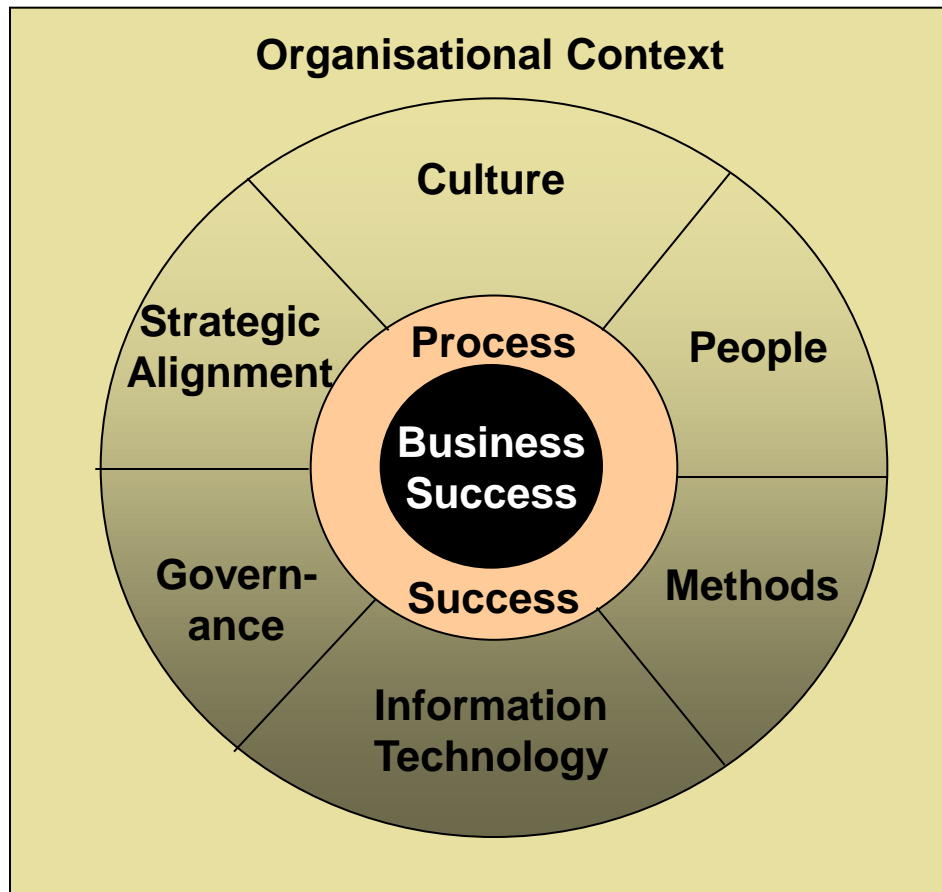 Organisational Context
Culture
Strategic
Alignment
People
Process
Business
Success
Success
Govern-
ance
Methods
Information
Technology